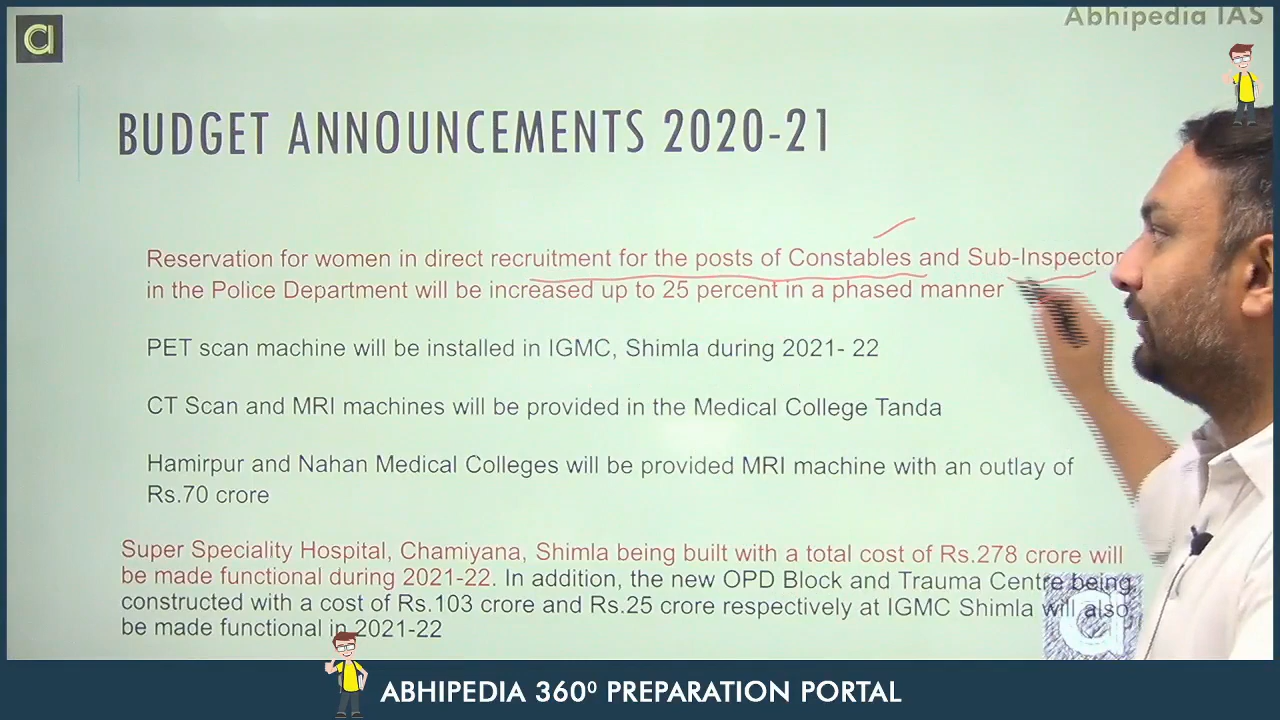 Abhipedia IAS
BUDGET ANNOUNCEMENTS 2020-21
Reservation for women in direct recruitment for the posts of Constables and Sub-Inspector
in the Police Department will be increased up to 25 percent in a phased manner
PET scan machine will be installed in IGMC, Shimla during 2021- 22
CT Scan and MRI machines will be provided in the Medical College Tanda
Hamirpur and Nahan Medical Colleges will be provided MRI machine with an outlay of
Rs.70 crore
Super Speciality Hospital, Chamiyana, Shimla being built with a total cost of Rs.278 crore will
be made functional during 2021-22. In addition, the new OPD Block and Trauma Centre being
constructed with a cost of Rs.103 crore and Rs.25 crore respectively at IGMC Shimla will also
be made functional in 2021-22
ABHIPEDIA 360⁰ PREPARATION PORTAL